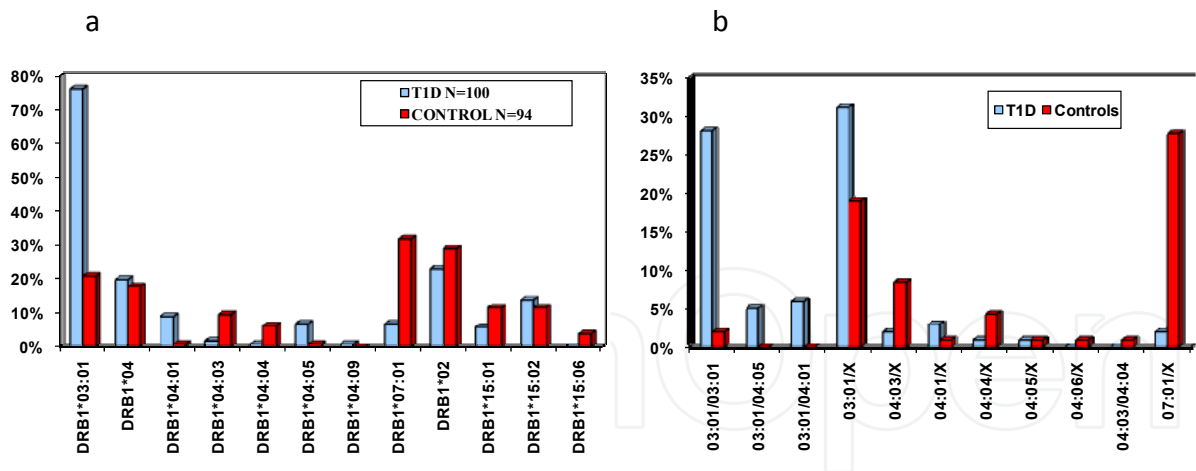 a
80%
70%
60%
50%
40%
30%
20%
10%
0%
T1D N=100
CONTROL N=94
DRB1*03:01
DRB1*04
DRB1*04:01
DRB1*04:03
DRB1*04:04
DRB1*04:05
DRB1*04:09
DRB1*07:01
DRB1*02
DRB1*15:01
DRB1*15:02
DRB1*15:06
b
35%
30%
25%
20%
15%
10%
5%
0%
T1D Controls
03:01/03:01
03:01/04:05
03:01/04:01
03:01/X
04:03/X
04:01/X
04:04/X
04:05/X
04:06/X
04:03/04:04
07:01/X
open